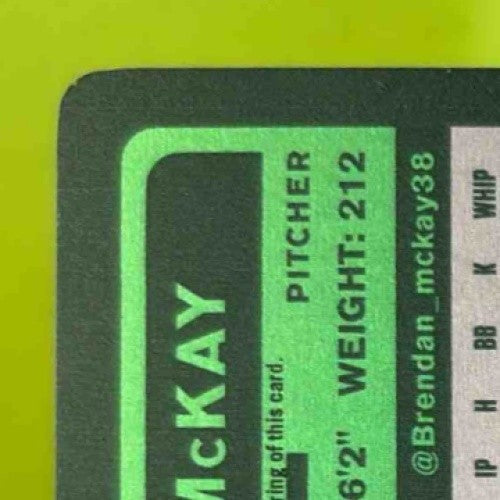 McKAY
ring of this card.
PITCHER
6'2" WEIGHT: 212
@Brendan_mckay38
IP H BB K WHIP